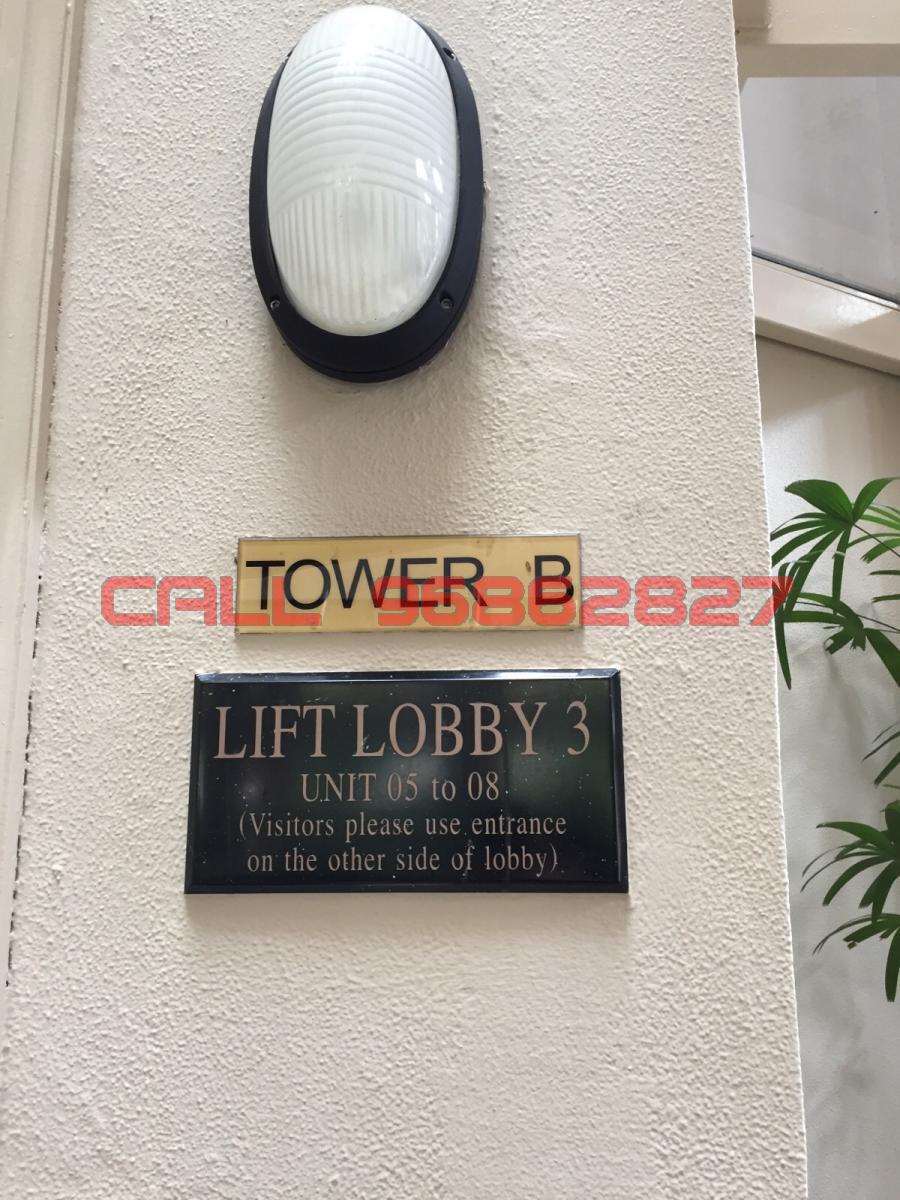 TOWER B
CALL 96862827
LIFT LOBBY 3
UNIT 05 to 08
(Visitors please use entrance
on the other side of lobby)